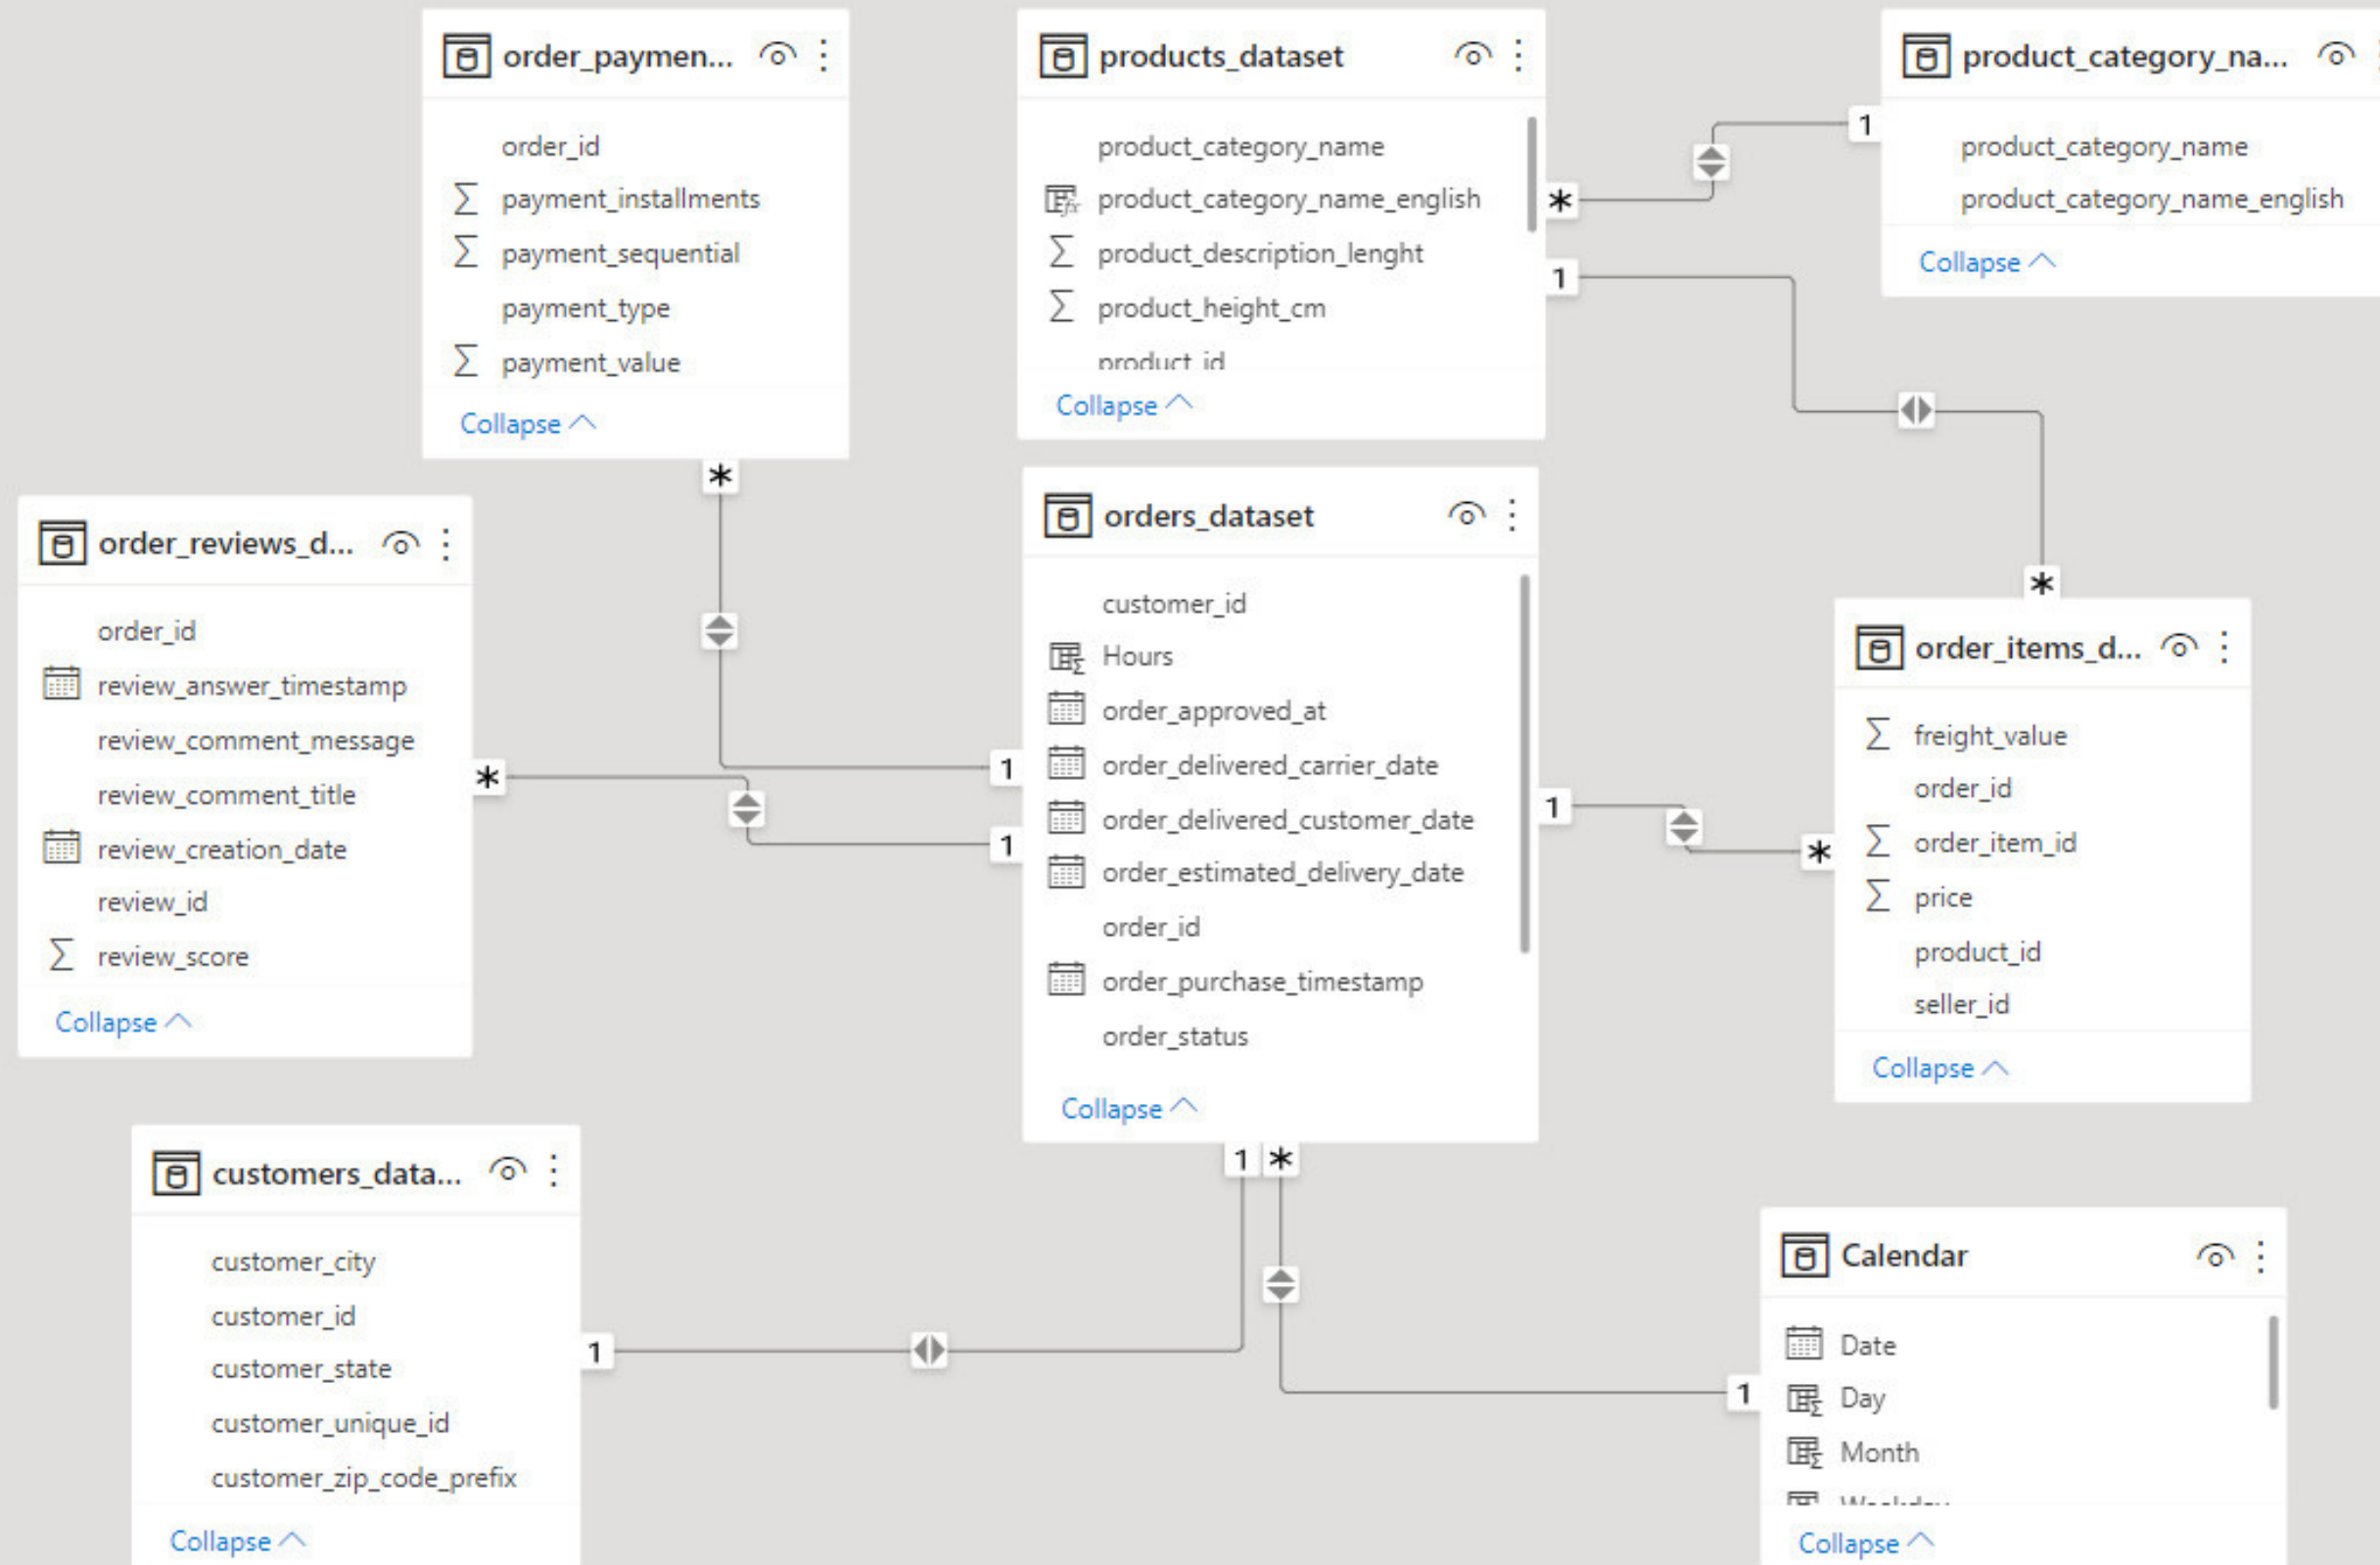 order_paymen...
order_id
payment_installments
payment_sequential
payment_type
payment_value
Collapse
*
products_dataset
product_category_name
product_category_name_english
product_description_lenght
product_height_cm
product_id
Collapse
*
1
1
product_category_na...
product_category_name
product_category_name_english
Collapse
order_reviews_d...
order_id
review_answer_timestamp
review_comment_message
review_comment_title
review_creation_date
review_id
review_score
Collapse
*
1
1
orders_dataset
customer_id
Hours
order_approved_at
order_delivered_carrier_date
order_delivered_customer_date
order_estimated_delivery_date
order_id
order_purchase_timestamp
order_status
Collapse
1
*
1 *
order_items_d...
freight_value
order_id
order_item_id
price
product_id
seller_id
Collapse
*
customers_data...
customer_city
customer_id
customer_state
customer_unique_id
customer_zip_code_prefix
Collapse
1
1
Calendar
Date
Day
Month
Weekday
Collapse